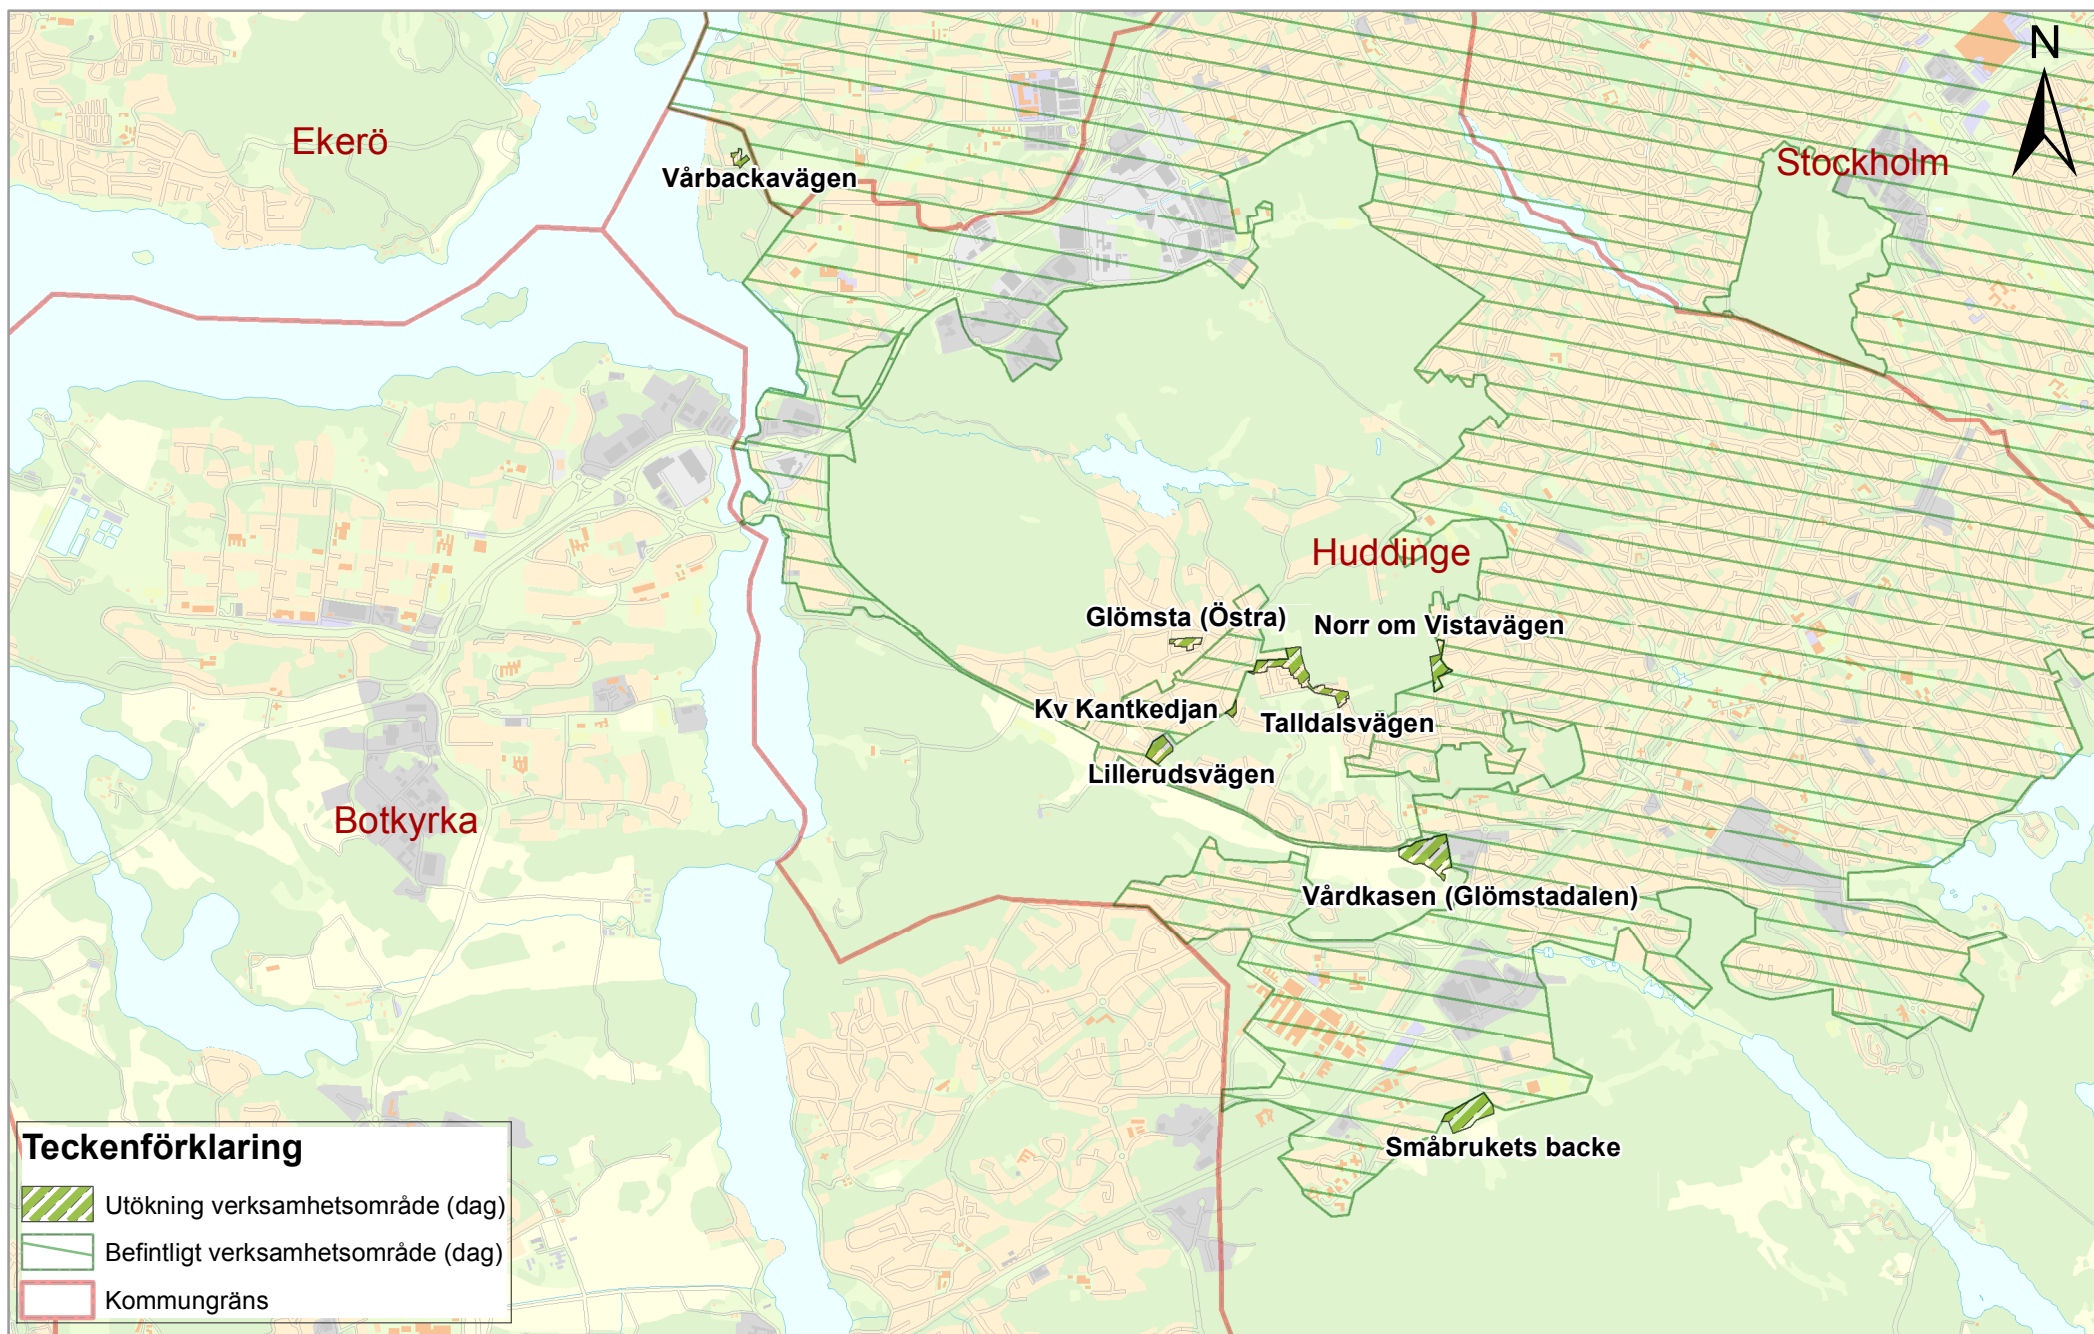 N
Ekerö
Stockholm
Vårbackavägen
Huddinge
Glömsta (Östra)
Norr om Vistavägen
Kv Kantkedjan
Talldalsvägen
Lillerudsvägen
Botkyrka
Vårdkasen (Glömstadalen)
Småbrukets backe
Teckenförklaring
Utökning verksamhetsområde (dag)
Befintligt verksamhetsområde (dag)
Kommungräns